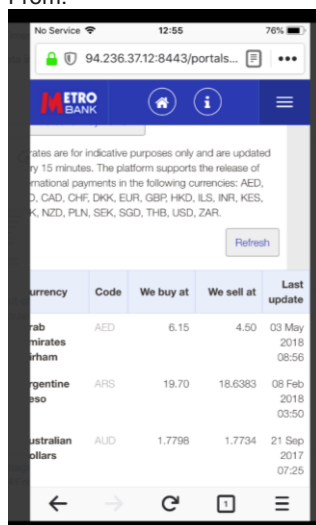 From:
No Service 12:55 76%
94.236.37.12:8443/portals...
METRO
BANK
rates are for indicative purposes only and are updated
ry 15 minutes. The platform supports the release of
rnational payments in the following currencies: AED,
D, CAD, CHF, DKK, EUR, GBP, HKD, ILS, INR, KES,
K, NZD, PLN, SEK, SGD, THB, USD, ZAR.
Refresh
urrency Code We buy at We sell at Last
update
rab
mirates
irham AED 6.15 4.50 03 May
2018
08:56
rgentine
eso ARS 19.70 18.6383 08 Feb
2018
03:50
ustralian
ollars AUD 1.7798 1.7734 21 Sep
2017
07:25
1